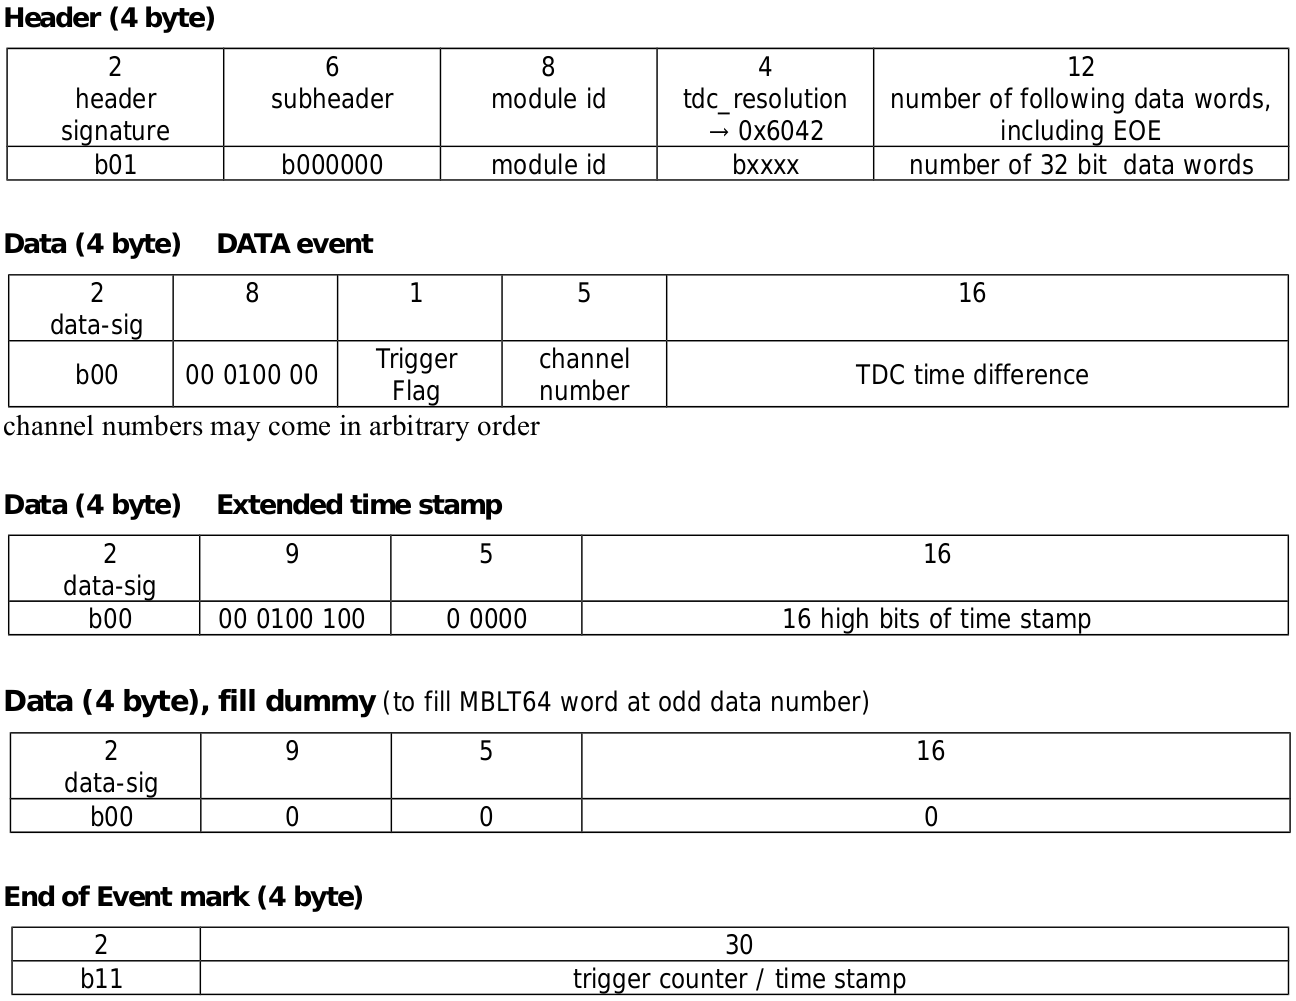 Header (4 byte)
2 6 8 4 12
header subheader module id tdc_resolution number of following data words,
signature → 0x6042 including EOE
b01 b000000 module id bxxxx number of 32 bit data words
Data (4 byte) DATA event
2 8 1 5 16
data-sig
b00 00 0100 00 Trigger Flag channel number TDC time difference
channel numbers may come in arbitrary order
Data (4 byte) Extended time stamp
2 9 5 16
data-sig
b00 00 0100 100 0 0000 16 high bits of time stamp
Data (4 byte), fill dummy (to fill MBLT64 word at odd data number)
2 9 5 16
data-sig
b00 0 0 0
End of Event mark (4 byte)
2 30
b11 trigger counter / time stamp